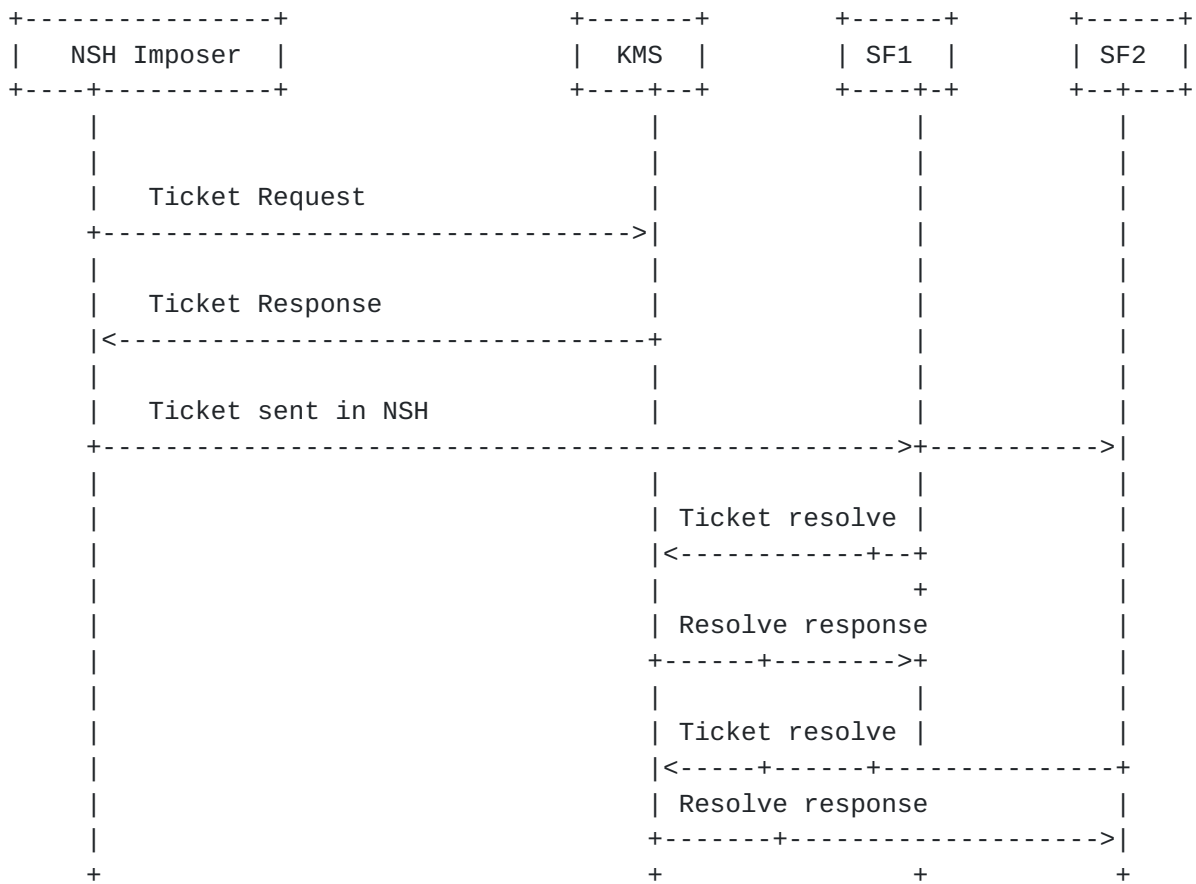 NSH Imposer KMS SF1 SF2
Ticket Request
Ticket Response
Ticket sent in NSH
Ticket resolve
Resolve response
Ticket resolve
Resolve response